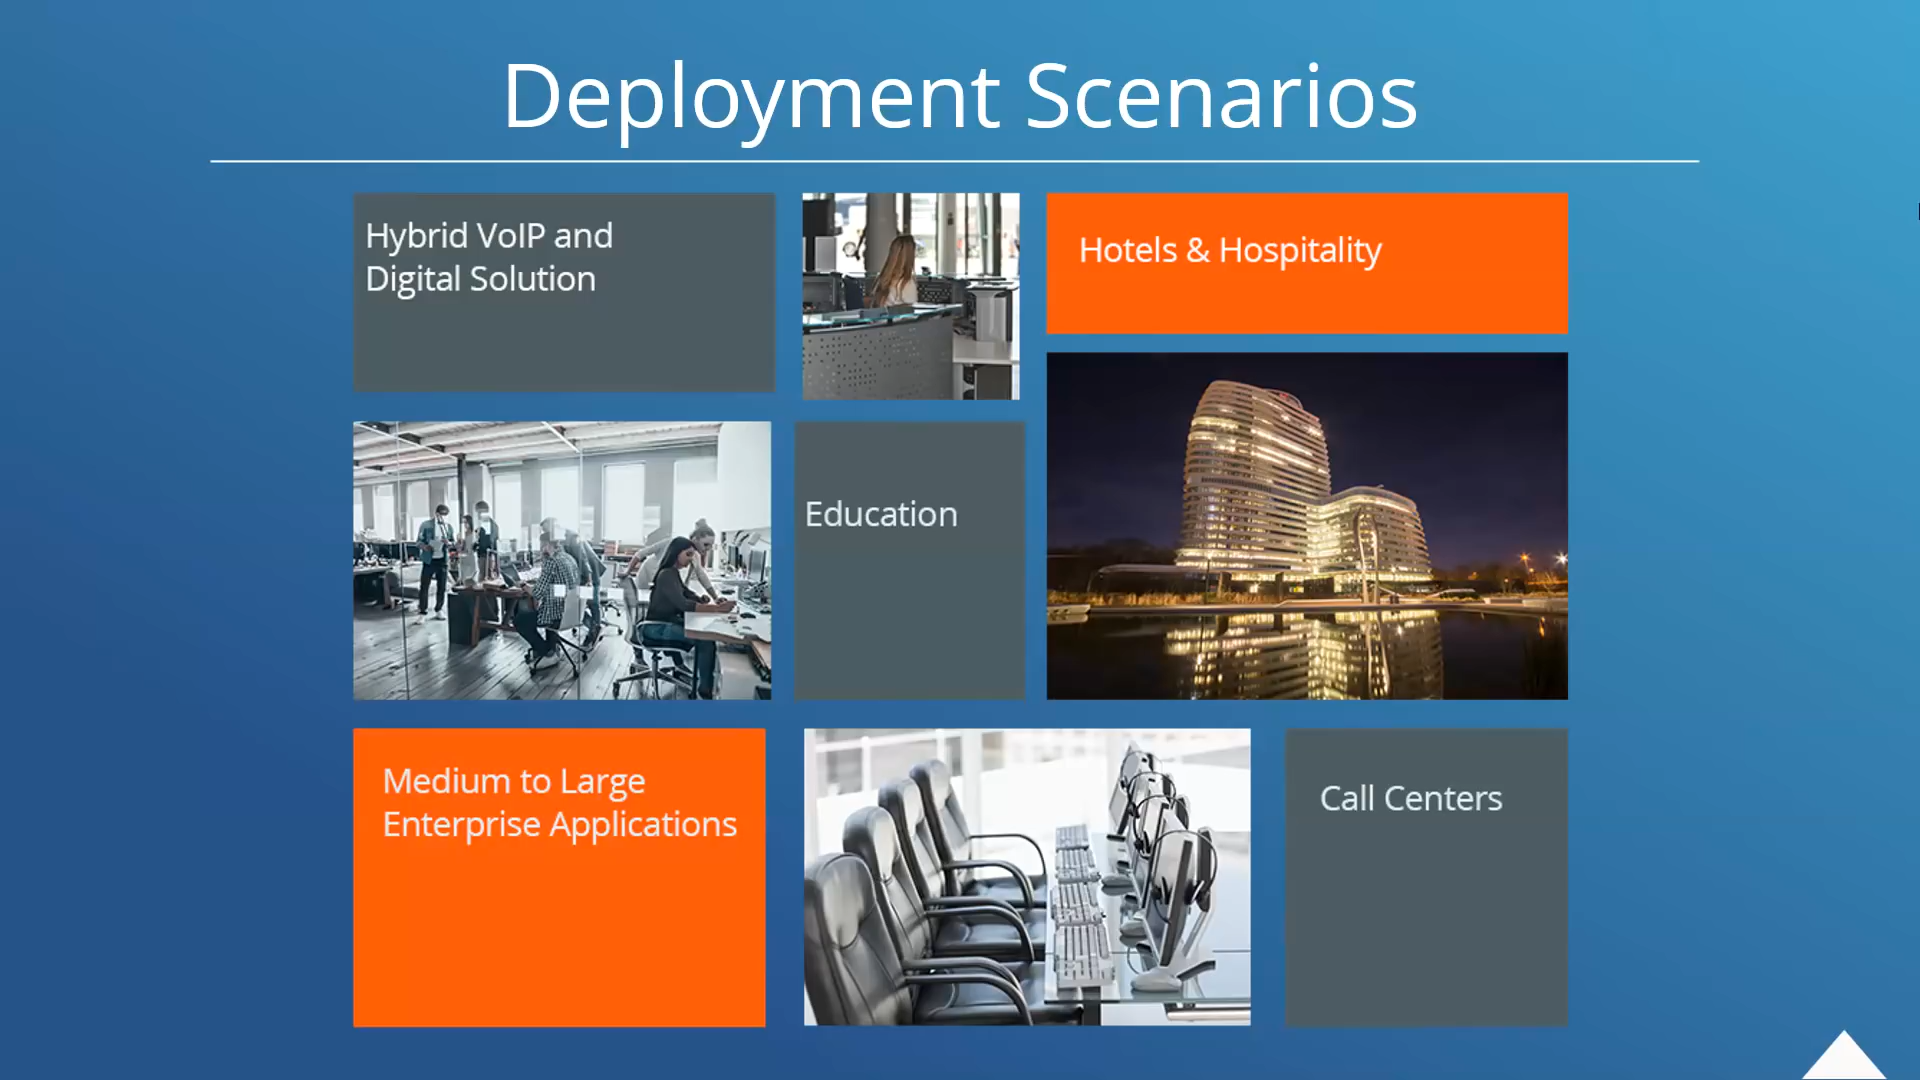 Deployment Scenarios
Hybrid VoIP and
Digital Solution
Hotels & Hospitality
Education
Medium to Large
Enterprise Applications
Call Centers